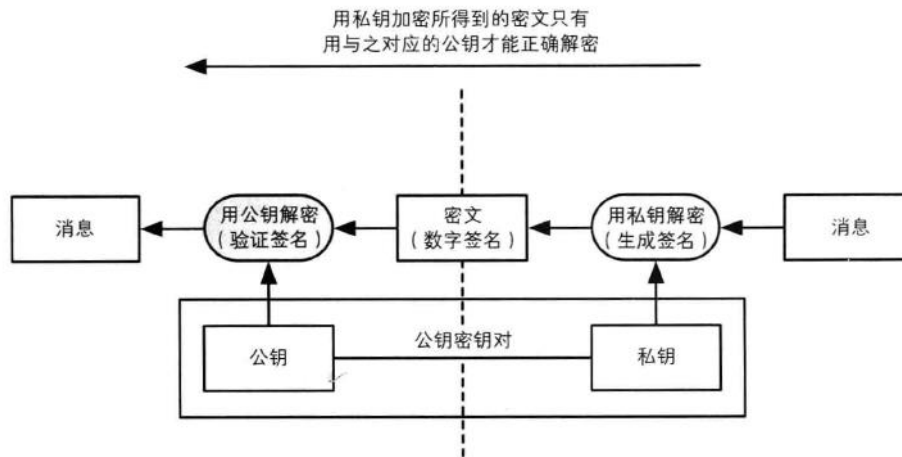 用私钥加密所得到的密文只有
用与之对应的公钥才能正确解密
消息
用公钥解密
（验证签名）
密文
（数字签名）
用私钥解密
（生成签名）
消息
公钥
公钥密钥对
私钥